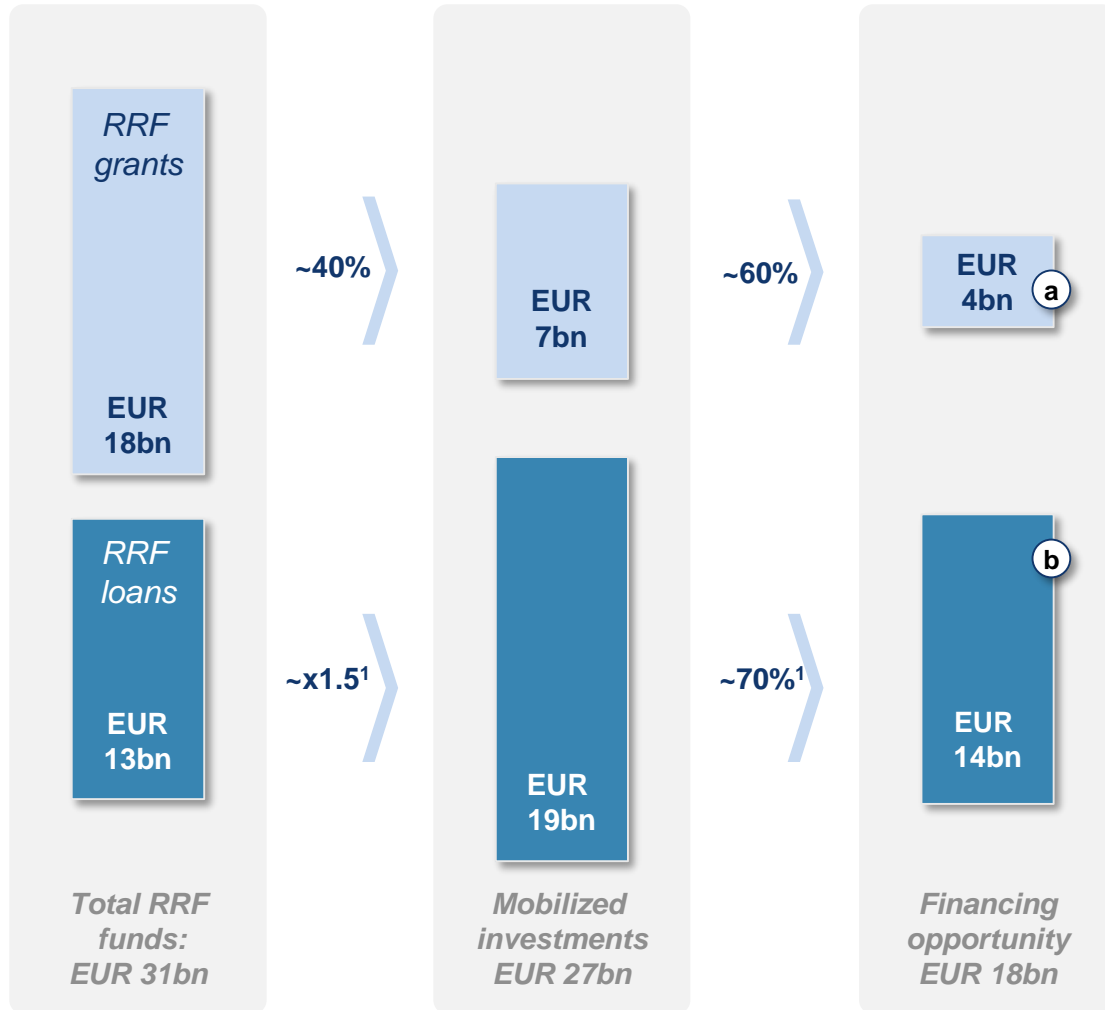 RRF
grants
EUR
18bn
~40%
EUR
7bn
~60%
EUR
4bn
a
RRF
loans
EUR
13bn
~x1.5¹
EUR
19bn
~70%¹
b
EUR
14bn
Total RRF
funds:
EUR 31bn
Mobilized
investments
EUR 27bn
Financing
opportunity
EUR 18bn